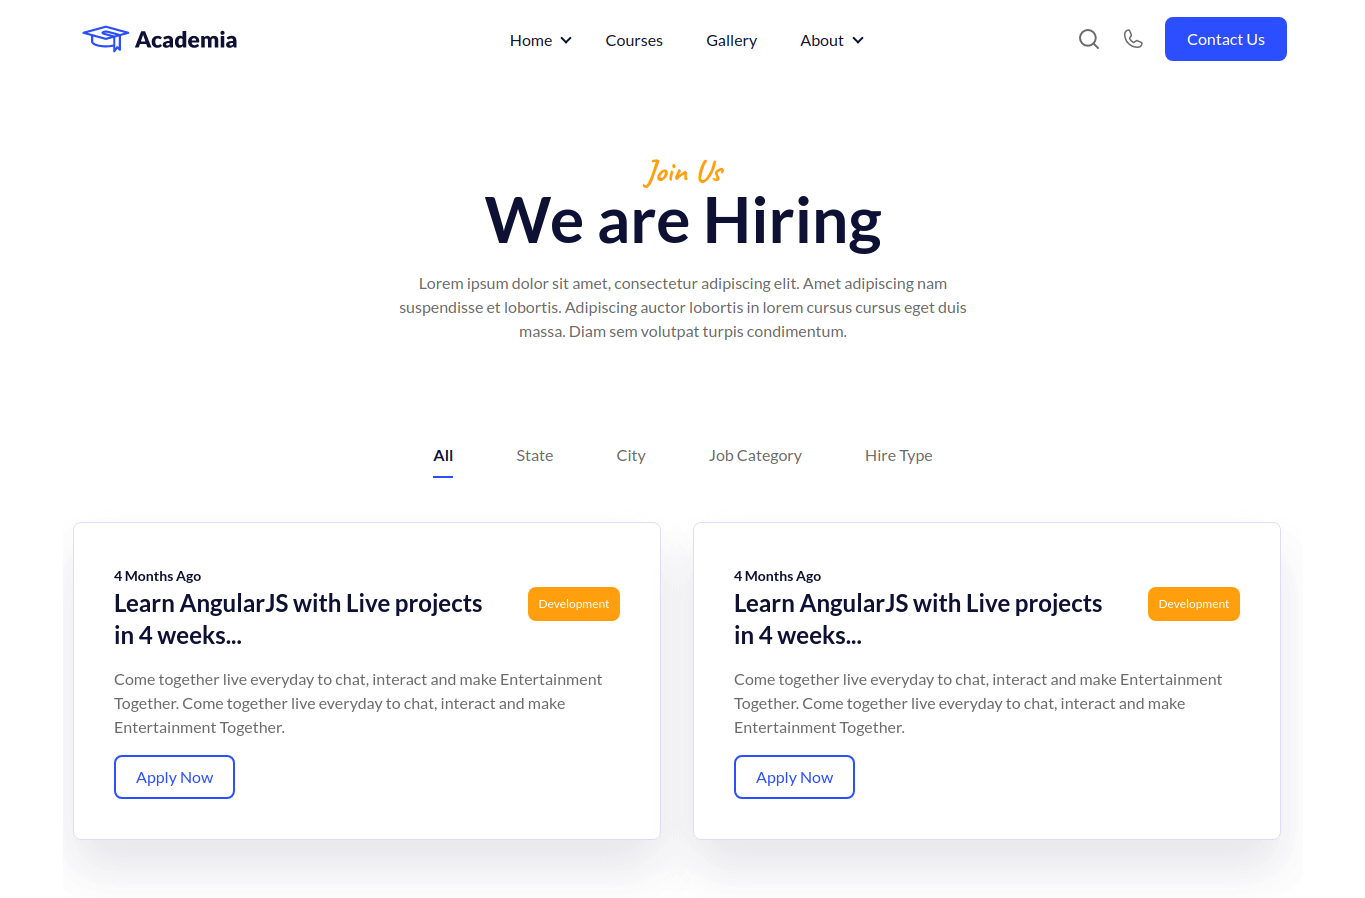 Academia
Home
Courses
Gallery
About
Contact Us
Join Us
We are Hiring
Lorem ipsum dolor sit amet, consectetur adipiscing elit. Amet adipiscing nam
suspendisse et lobortis. Adipiscing auctor lobortis in lorem cursus cursus eget duis
massa. Diam sem volutpat turpis condimentum.
All
State
City
Job Category
Hire Type
4 Months Ago
Learn AngularJS with Live projects
in 4 weeks...
Development
Come together live everyday to chat, interact and make Entertainment
Together. Come together live everyday to chat, interact and make
Entertainment Together.
Apply Now
4 Months Ago
Learn AngularJS with Live projects
in 4 weeks...
Development
Come together live everyday to chat, interact and make Entertainment
Together. Come together live everyday to chat, interact and make
Entertainment Together.
Apply Now